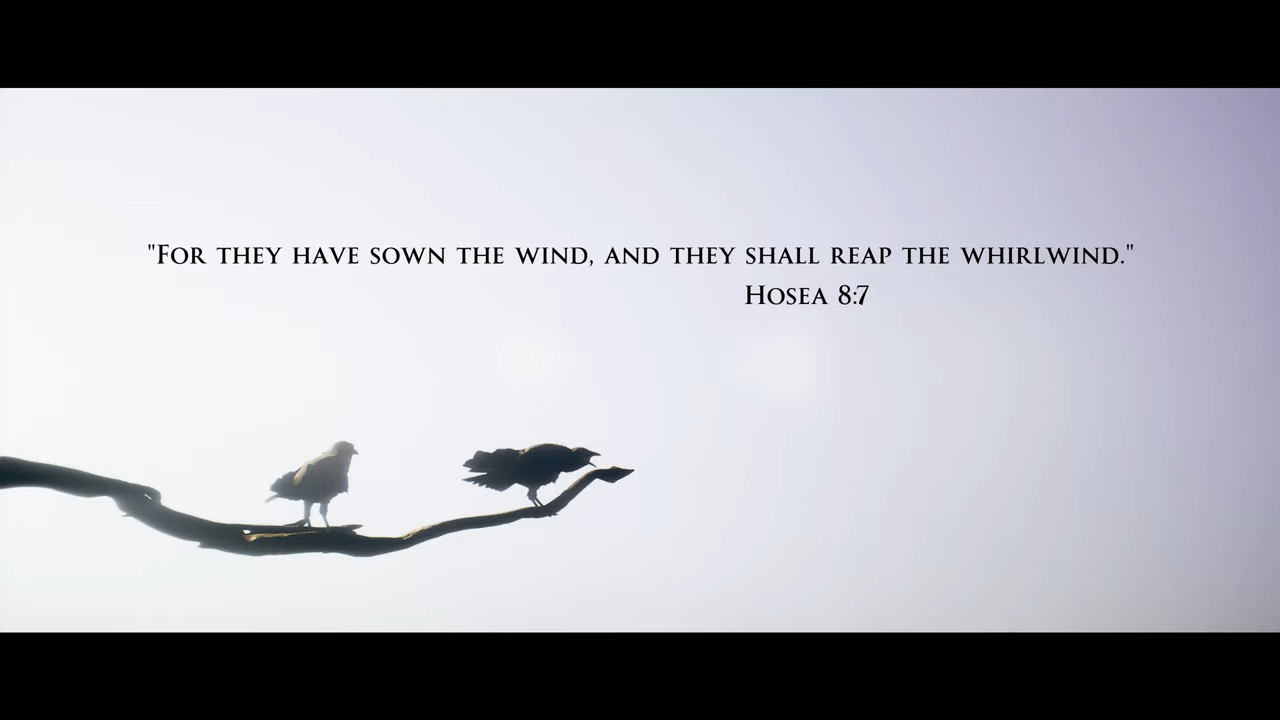 "For they have sown the wind, and they shall reap the whirlwind."
Hosea 8:7